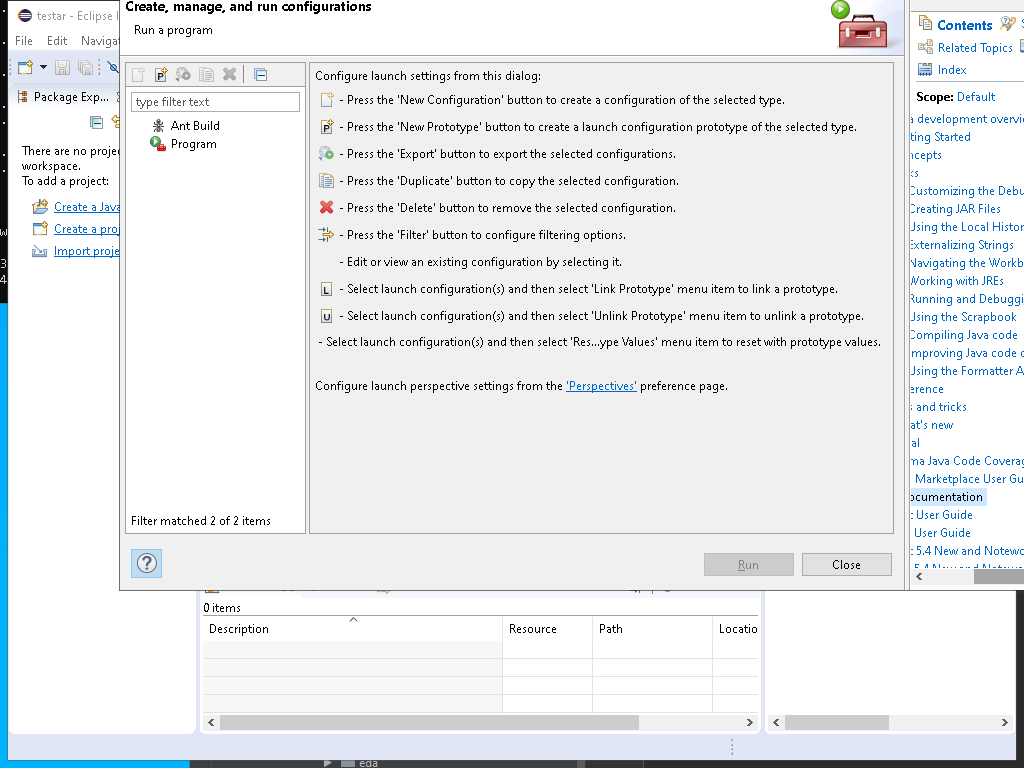 testar - Eclipse I
File Edit Naviga
Package Exp...
There are no proje
workspace.
To add a project:
Create a Java
Create a pro
Import proje
Create, manage, and run configurations
Run a program
type filter text
Ant Build
Program
Filter matched 2 of 2 items
Configure launch settings from this dialog:
- Press the 'New Configuration' button to create a configuration of the selected type.
- Press the 'New Prototype' button to create a launch configuration prototype of the selected type.
- Press the 'Export' button to export the selected configurations.
- Press the 'Duplicate' button to copy the selected configuration.
- Press the 'Delete' button to remove the selected configuration.
- Press the 'Filter' button to configure filtering options.
- Edit or view an existing configuration by selecting it.
L - Select launch configuration(s) and then select 'Link Prototype' menu item to link a prototype.
U - Select launch configuration(s) and then select 'Unlink Prototype' menu item to unlink a prototype.
- Select launch configuration(s) and then select 'Res...ype Values' menu item to reset with prototype values.
Configure launch perspective settings from the 'Perspectives' preference page.
Run
Close
Contents
Related Topics
Index
Scope: Default
a development overvi
ting Started
ncepts
ks
Customizing the Debu
Creating JAR Files
Using the Local Histor
Externalizing Strings
Navigating the Workb
Working with JREs
Running and Debuggi
Using the Scrapbook
Compiling Java code
mproving Java code c
Using the Formatter A
erence
s and tricks
at's new
al
ma Java Code Coverag
Marketplace User Gu
ocumentation
t User Guide
User Guide
t 5.4 New and Notewo
0 items
Description Resource Path Locatio
eda